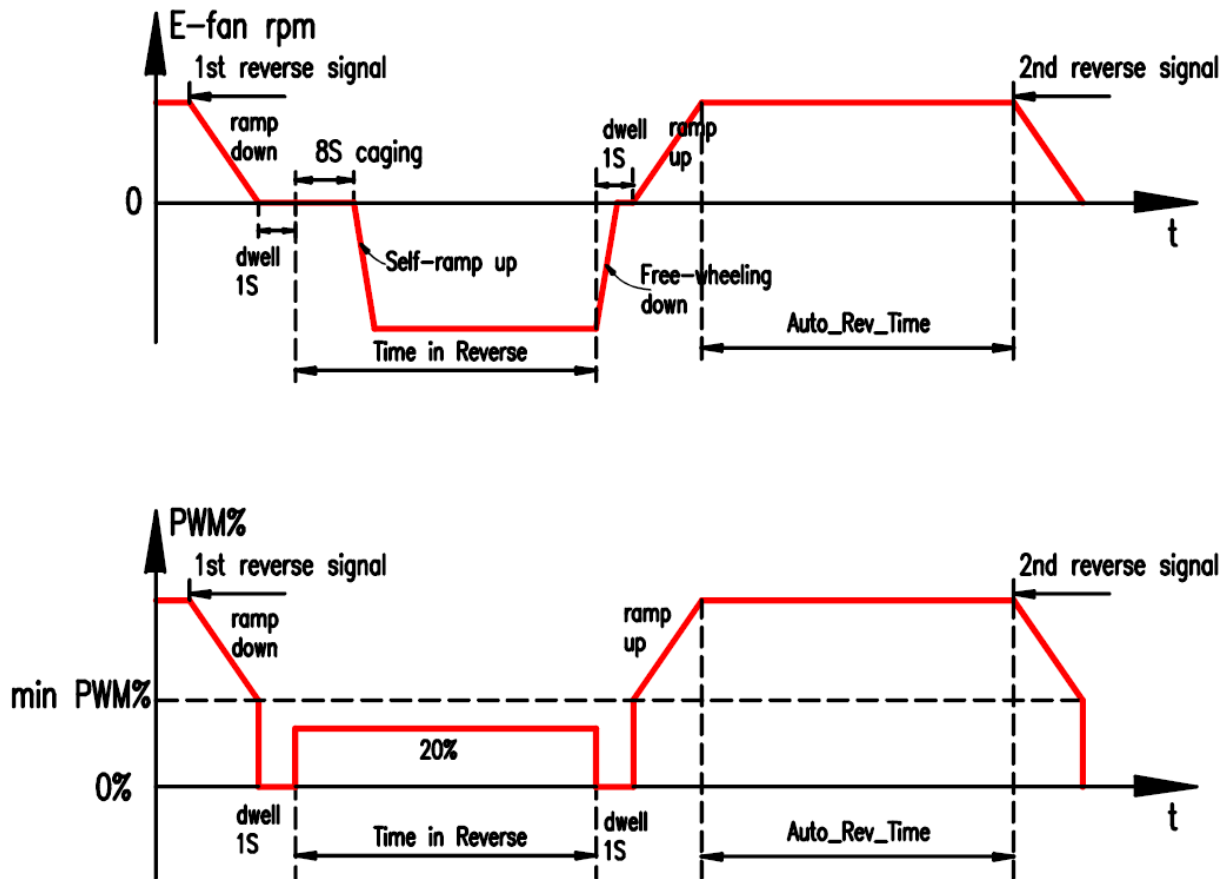 E-fan rpm
1st reverse signal
2nd reverse signal
ramp
down
8S caging
dwell
1S
ramp
up
0
t
dwell
1S
Self-ramp up
Free-wheeling
down
Time in Reverse
Auto_Rev_Time
PWM%
1st reverse signal
2nd reverse signal
ramp
down
ramp
up
min PWM%
20%
0%
t
dwell
1S
Time in Reverse
dwell
1S
Auto_Rev_Time